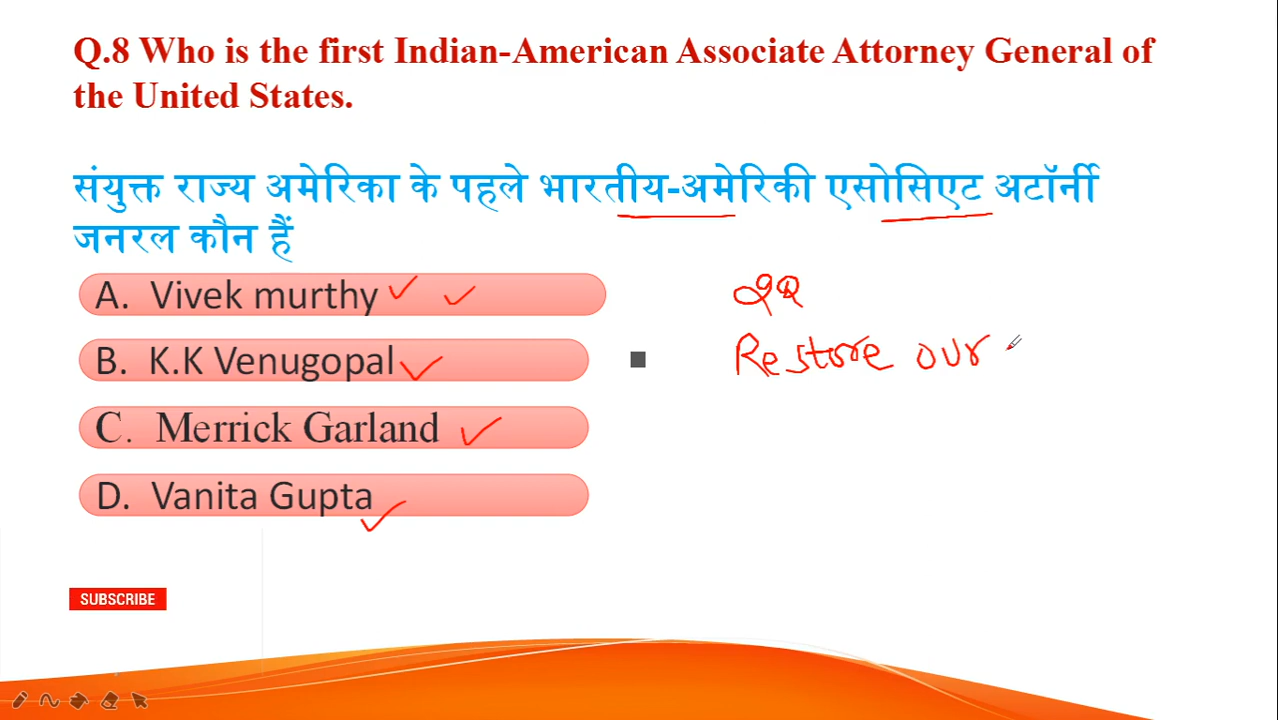 Q.8 Who is the first Indian-American Associate Attorney General of
the United States.
संयुक्त राज्य अमेरिका के पहले भारतीय-अमेरिकी एसोसिएट अटॉर्नी
जनरल कौन हैं
A. Vivek murthy
B. K.K Venugopal
C. Merrick Garland
D. Vanita Gupta
Restore our
SUBSCRIBE